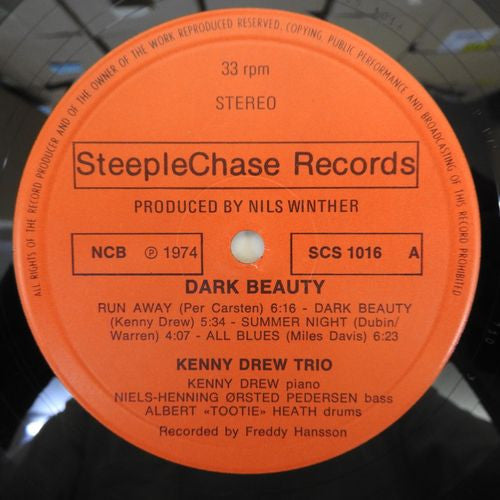 ALL RIGHTS OF THE RECORD PRODUCER AND OF THE OWNER OF THE WORK REPRODUCED RESERVED. COPYING, PUBLIC PERFORMANCE AND BROADCASTING OF THIS RECORD PROHIBITED
33 rpm
STEREO
SteepleChase Records
PRODUCED BY NILS WINTHER
NCB ℗ 1974
SCS 1016 A
DARK BEAUTY
RUN AWAY (Per Carsten) 6:16 - DARK BEAUTY
(Kenny Drew) 5:34 - SUMMER NIGHT (Dubin/
Warren) 4:07 - ALL BLUES (Miles Davis) 6:23
KENNY DREW TRIO
KENNY DREW piano
NIELS-HENNING ØRSTED PEDERSEN bass
ALBERT «TOOTIE» HEATH drums
Recorded by Freddy Hansson